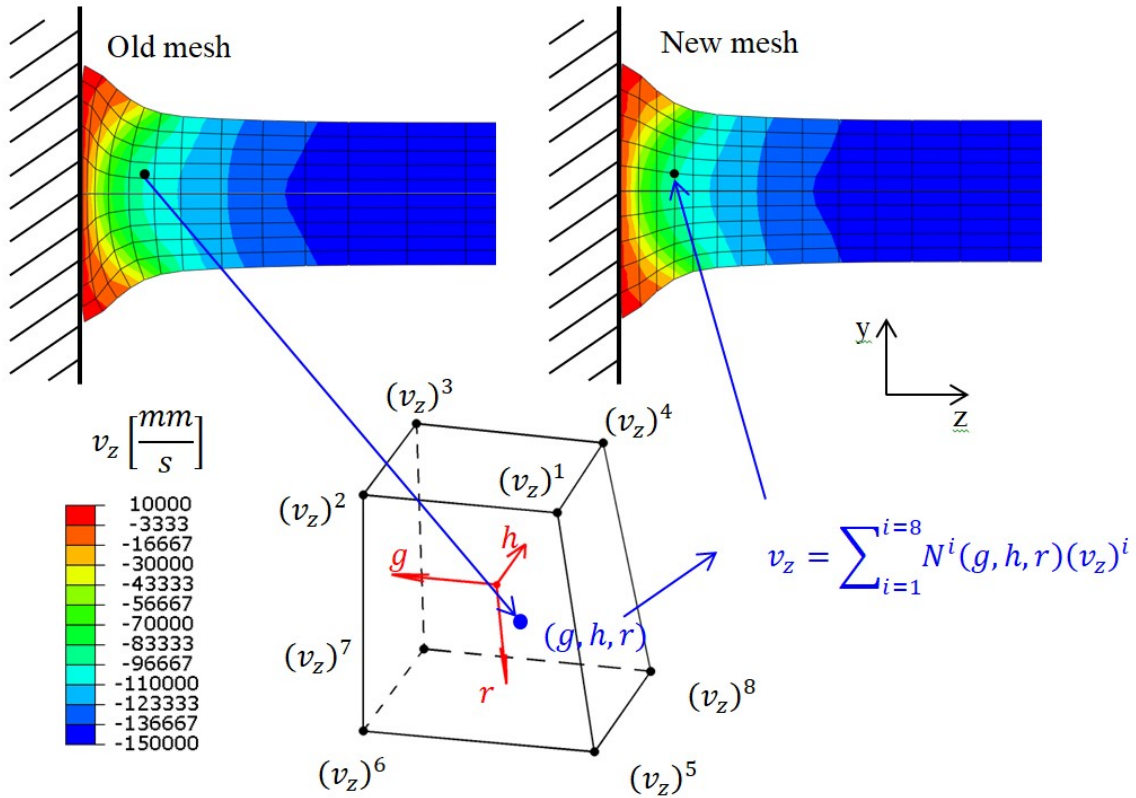 Old mesh
New mesh
y
z
(v_z)^3
(v_z)^4
v_z [mm/s]
(v_z)^2
(v_z)^1
10000
-3333
-16667
-30000
-43333
-56667
-70000
-83333
-96667
-110000
-123333
-136667
-150000
h
g
v_z = ∑_{i=1}^{i=8} N^i(g, h, r)(v_z)^i
(g, h, r)
(v_z)^7
r
(v_z)^8
(v_z)^6
(v_z)^5